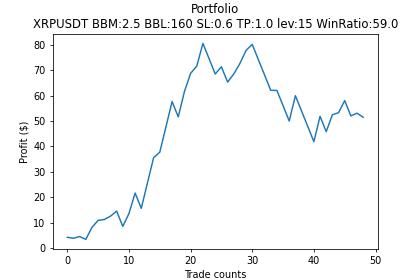 Portfolio
XRPUSDT BBM:2.5 BBL:160 SL:0.6 TP:1.0 lev:15 WinRatio:59.0
80
70
60
50
40
30
20
10
0
Profit ($)
0 10 20 30 40 50
Trade counts